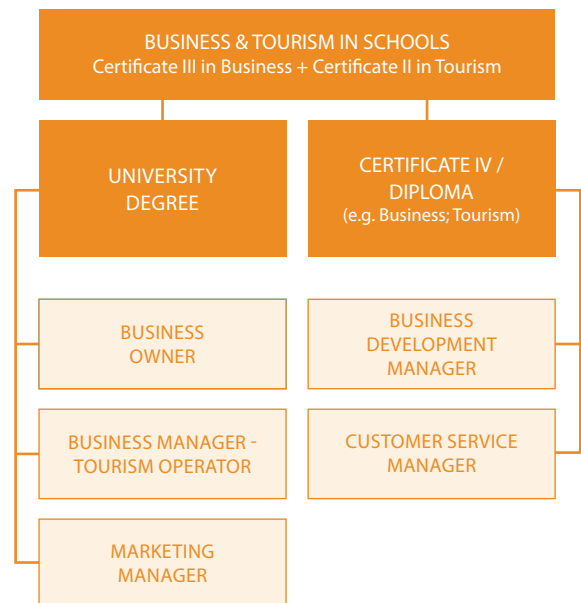 BUSINESS & TOURISM IN SCHOOLS
Certificate III in Business + Certificate II in Tourism
UNIVERSITY
DEGREE
CERTIFICATE IV /
DIPLOMA
(e.g. Business; Tourism)
BUSINESS
OWNER
BUSINESS
DEVELOPMENT
MANAGER
BUSINESS MANAGER -
TOURISM OPERATOR
CUSTOMER SERVICE
MANAGER
MARKETING
MANAGER